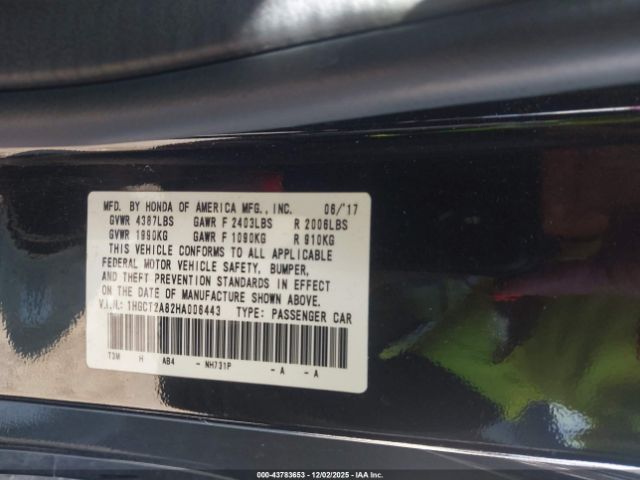 MFD. BY HONDA OF AMERICA MFG., INC. 06/'17
GVWR 4387LBS GAWR F 2403LBS R 2006LBS
GVWR 1990KG GAWR F 1090KG R 910KG
THIS VEHICLE CONFORMS TO ALL APPLICABLE
FEDERAL MOTOR VEHICLE SAFETY, BUMPER,
AND THEFT PREVENTION STANDARDS IN EFFECT
ON THE DATE OF MANUFACTURE SHOWN ABOVE.
V.I.N.: 1HGCT2A82HA006443 TYPE: PASSENGER CAR
T3M H AB4 - NH731P - A - A
00-43783653 | 12/02/2025 - IAA Inc.